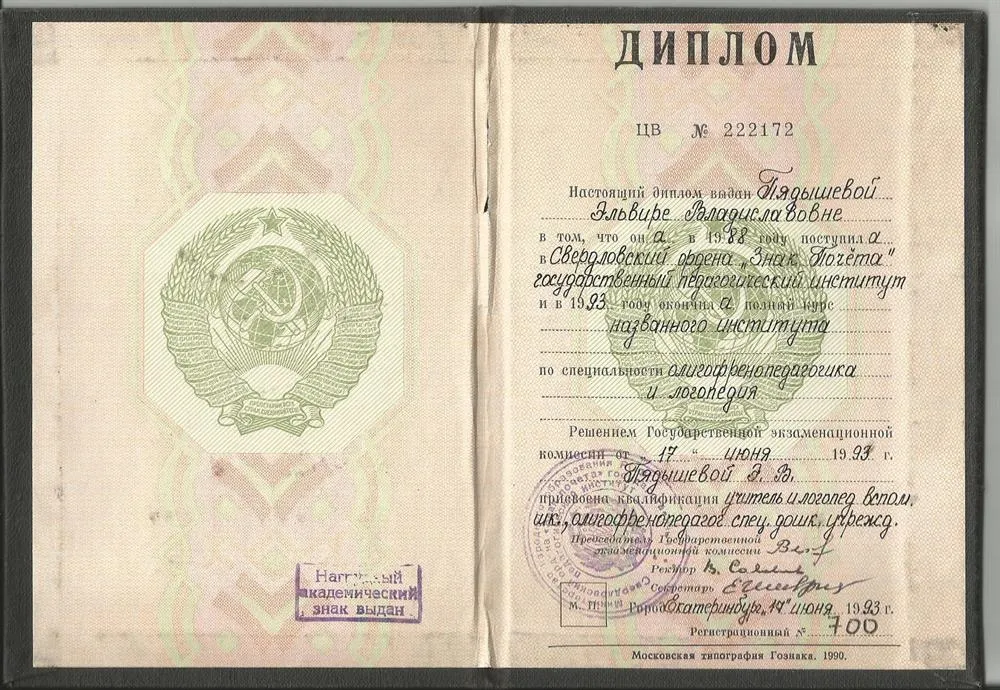 Нагрудный
академический
знак выдан
ДИПЛОМ
ЦВ № 222172
Настоящий диплом выдан Пядышевой
Эльвире Владиславовне
в том, что он а в 1988 году поступил а
в Свердловский ордена „Знак Почёта"
государственный педагогический институт
и в 1993 году окончил а полный курс
названного института
по специальности олигофренопедагогика
и логопедия
Решением Государственной экзаменационной
комиссии от „17 " июня 1993 г.
Пядышевой Э. В.
присвоена квалификация учитель и логопед вспом.
шк., олигофренопедагог спец. дошк. учрежд.
Председатель Государственной
экзаменационной комиссии
Ректор
Секретарь
М. П. Город Екатеринбург „17" июня 1993 г.
Регистрационный № 700
Московская типография Гознака. 1990.